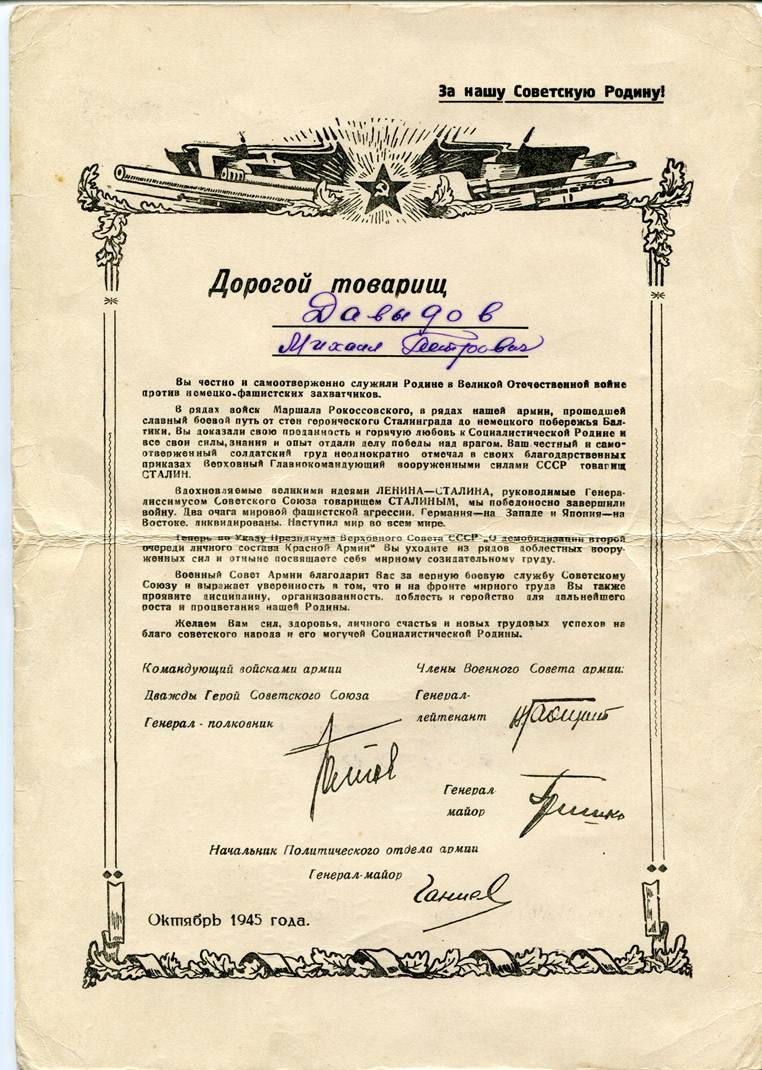 За нашу Советскую Родину!
Дорогой товарищ
Давыдов
Михаил Петрович
Вы честно и самоотверженно служили Родине в Великой Отечественной войне
против немецко-фашистских захватчиков.
В рядах войск Маршала Рокоссовского, в рядах нашей армии, прошедшей
славный боевой путь от стен героического Сталинграда до немецкого побережья Бал-
тики, Вы доказали свою преданность и горячую любовь к Социалистической Родине и
все свои силы, знания и опыт отдали делу победы над врагом. Ваш честный и само-
отверженный солдатский труд неоднократно отмечал в своих благодарственных
приказах Верховный Главнокомандующий вооруженными силами СССР товарищ
СТАЛИН.
Вдохновляемые великими идеями ЛЕНИНА—СТАЛИНА, руководимые Генера-
лиссимусом Советского Союза товарищем СТАЛИНЫМ, мы победоносно завершили
войну. Два очага мировой фашистской агрессии, Германия—на Западе и Япония—на
Востоке, ликвидированы. Наступил мир во всем мире.
Теперь по Указу Президиума Верховного Совета СССР „О демобилизации второй
очереди личного состава Красной Армии“ Вы уходите из рядов доблестных воору-
женных сил и отныне посвящаете себя мирному созидательному труду.
Военный Совет Армии благодарит Вас за верную боевую службу Советскому
Союзу и выражает уверенность в том, что и на фронте мирного труда Вы также
проявите дисциплину, организованность, доблесть и геройство для дальнейшего
роста и процветания нашей Родины.
Желаем Вам сил, здоровья, личного счастья и новых трудовых успехов на
благо советского народа и его могучей Социалистической Родины.
Командующий войсками армии
Дважды Герой Советского Союза
Генерал - полковник
Члены Военного Совета армии:
Генерал-
лейтенант
Генерал
майор
Начальник Политического отдела армии
Генерал-майор
Октябрь 1945 года.